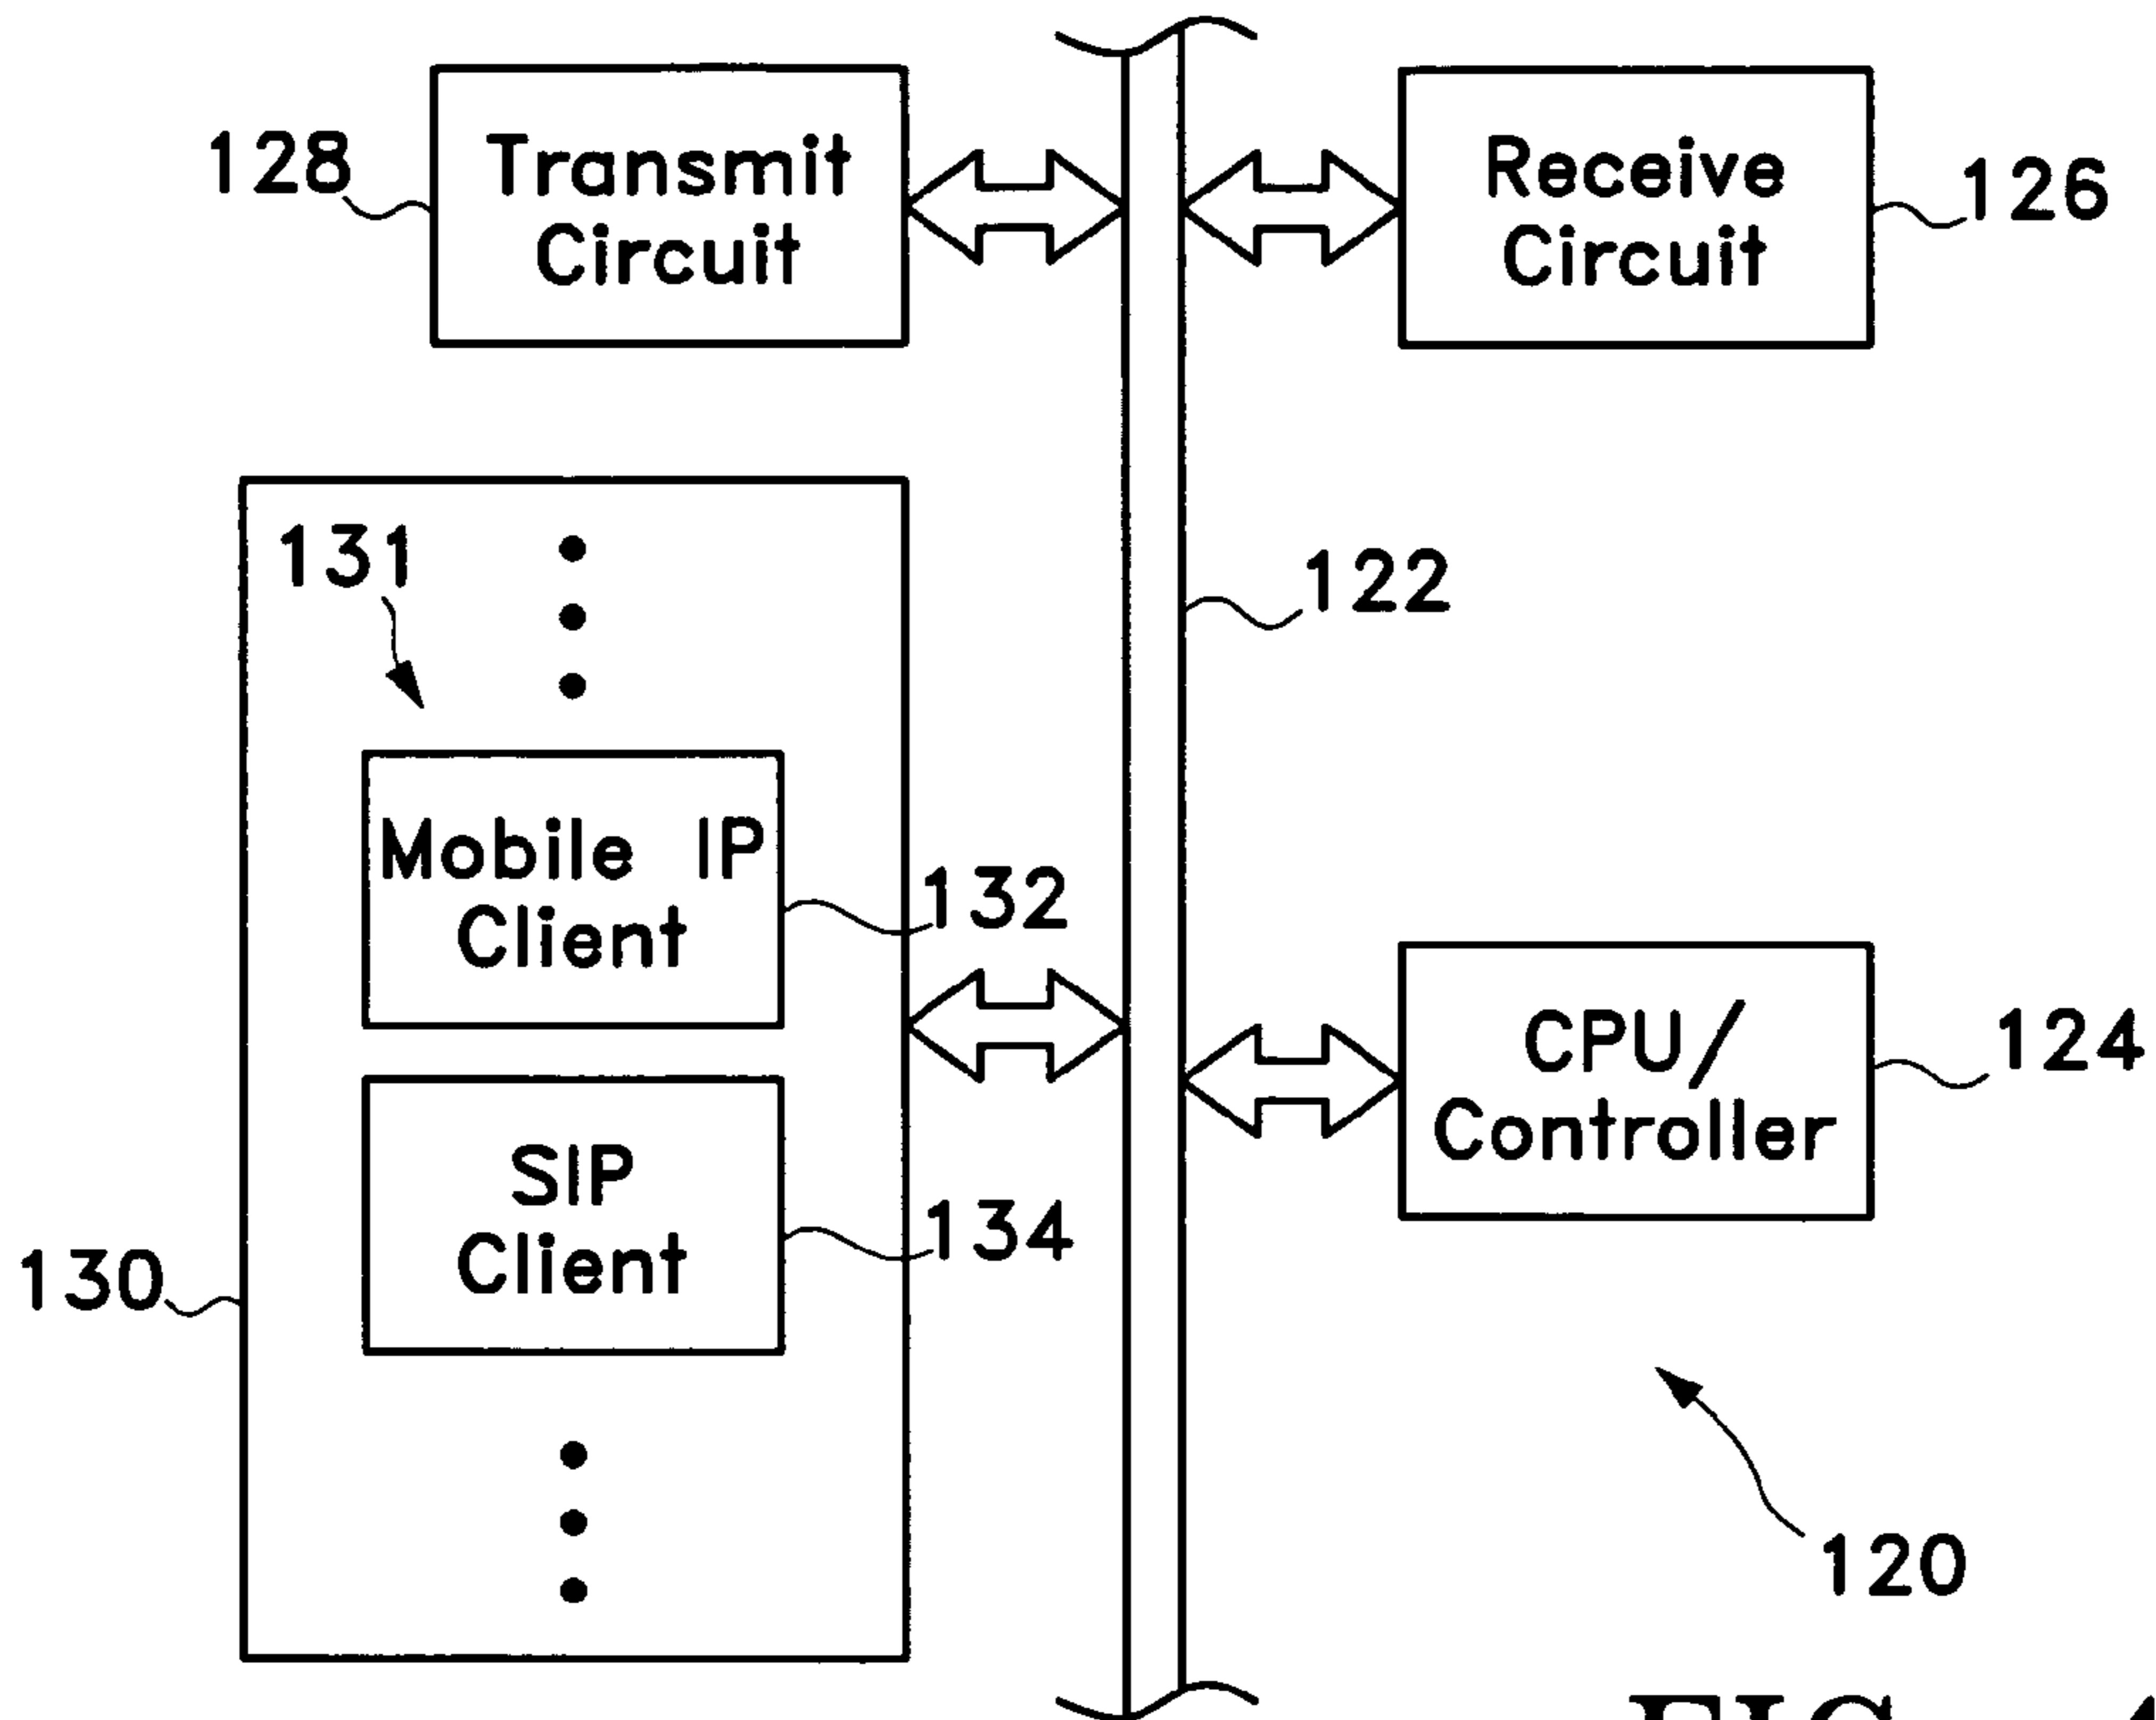 128
Transmit
Circuit
Receive
Circuit
126
131
122
Mobile IP
Client
132
SIP
Client
134
130
CPU/
Controller
124
120